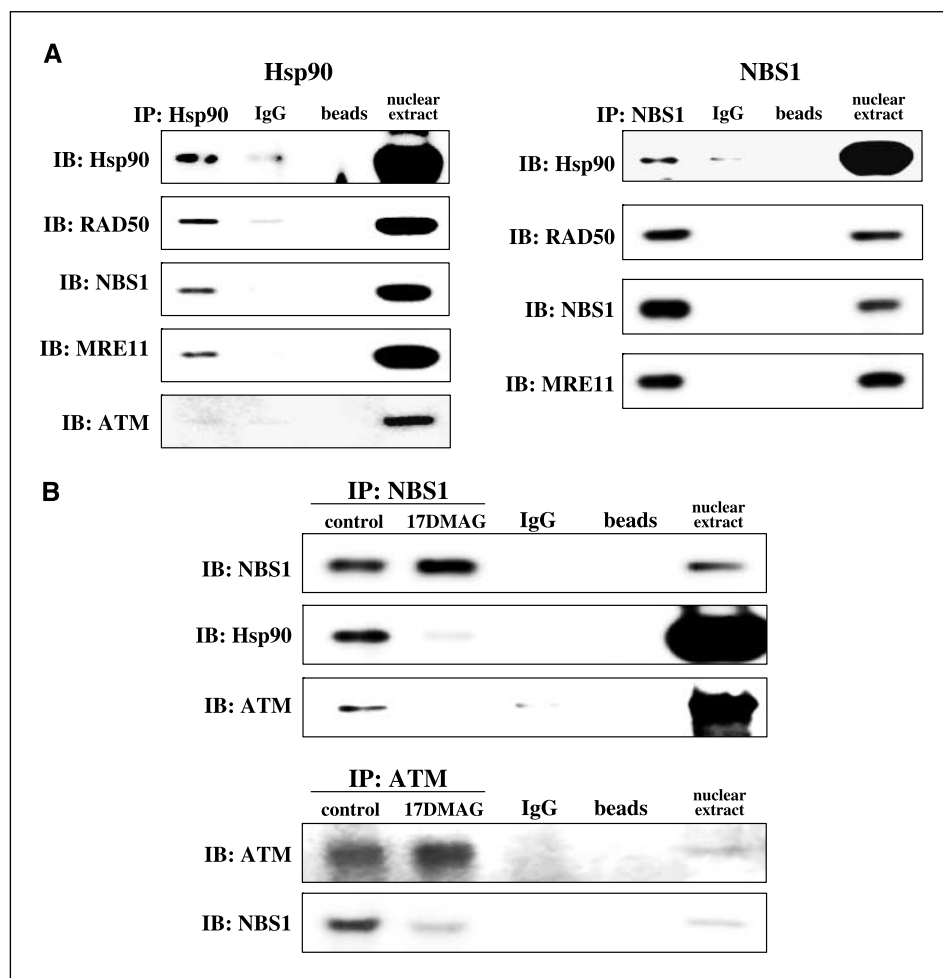 A
Hsp90
IP: Hsp90 IgG beads nuclear extract
IB: Hsp90
IB: RAD50
IB: NBS1
IB: MRE11
IB: ATM
NBS1
IP: NBS1 IgG beads nuclear extract
IB: Hsp90
IB: RAD50
IB: NBS1
IB: MRE11
B
IP: NBS1
control 17DMAG IgG beads nuclear extract
IB: NBS1
IB: Hsp90
IB: ATM
IP: ATM
control 17DMAG IgG beads nuclear extract
IB: ATM
IB: NBS1